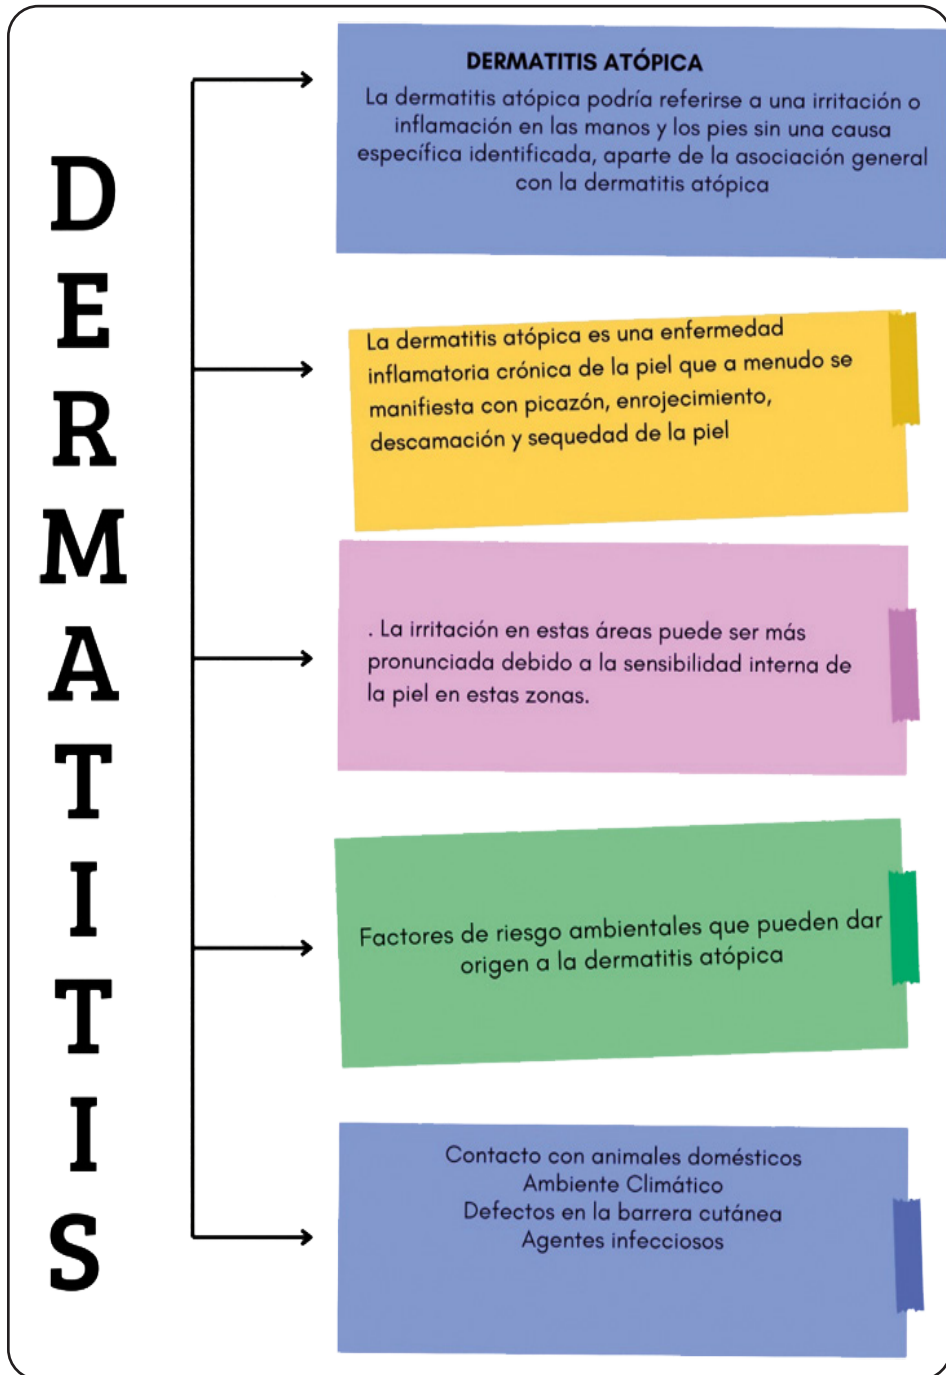 DERMATITIS
DERMATITIS ATÓPICA
La dermatitis atópica podría referirse a una irritación o
inflamación en las manos y los pies sin una causa
específica identificada, aparte de la asociación general
con la dermatitis atópica
La dermatitis atópica es una enfermedad
inflamatoria crónica de la piel que a menudo se
manifiesta con picazón, enrojecimiento,
descamación y sequedad de la piel
. La irritación en estas áreas puede ser más
pronunciada debido a la sensibilidad interna de
la piel en estas zonas.
Factores de riesgo ambientales que pueden dar
origen a la dermatitis atópica
Contacto con animales domésticos
Ambiente Climático
Defectos en la barrera cutánea
Agentes infecciosos